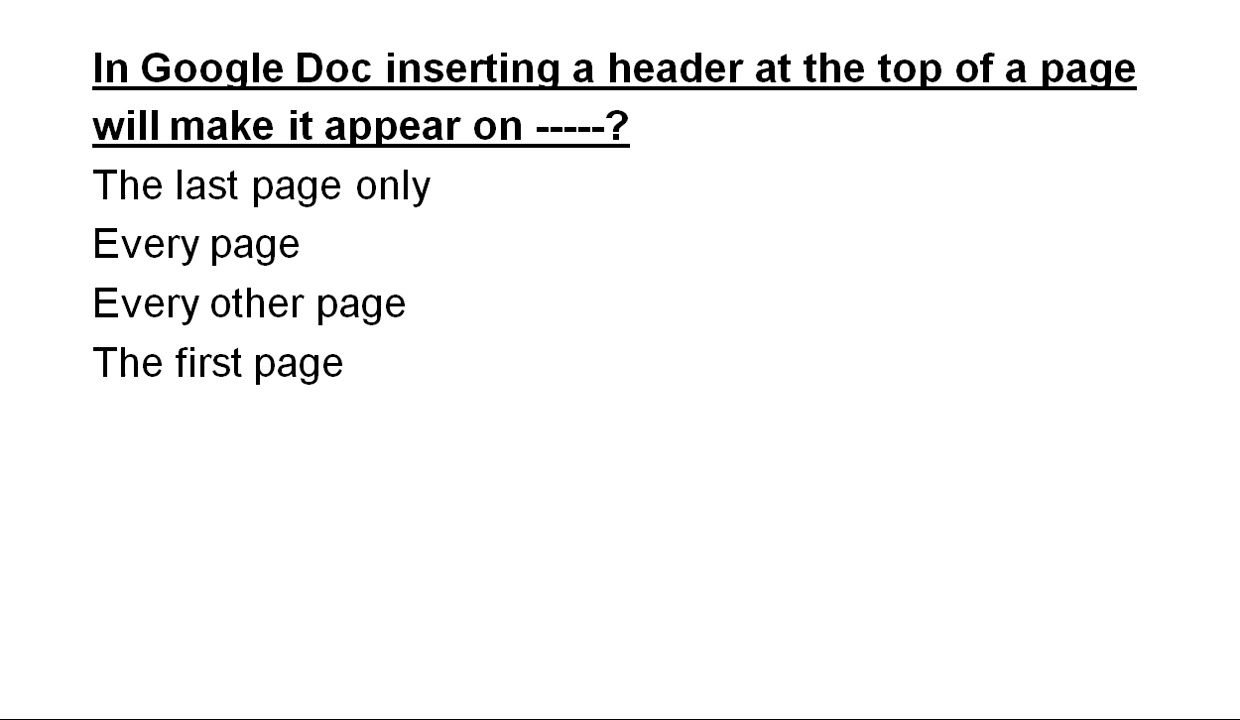 In Google Doc inserting a header at the top of a page
will make it appear on -----?
The last page only
Every page
Every other page
The first page